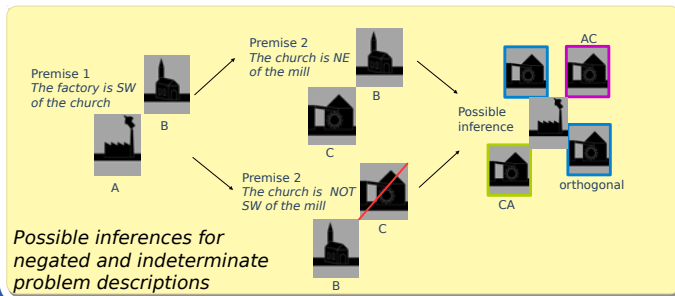 Premise 1
The factory is SW
of the church
B
A
Premise 2
The church is NE
of the mill
B
C
Premise 2
The church is  NOT
SW of the mill
C
B
Possible
inference
AC
orthogonal
CA
Possible inferences for
negated and indeterminate
problem descriptions